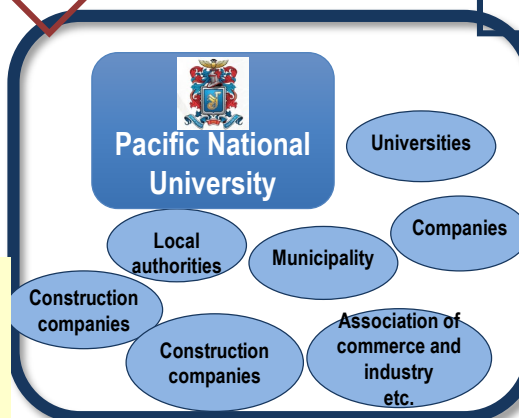 Pacific National
University
Universities
Companies
Local
authorities
Municipality
Construction
companies
Construction
companies
Association of
commerce and
industry
etc.